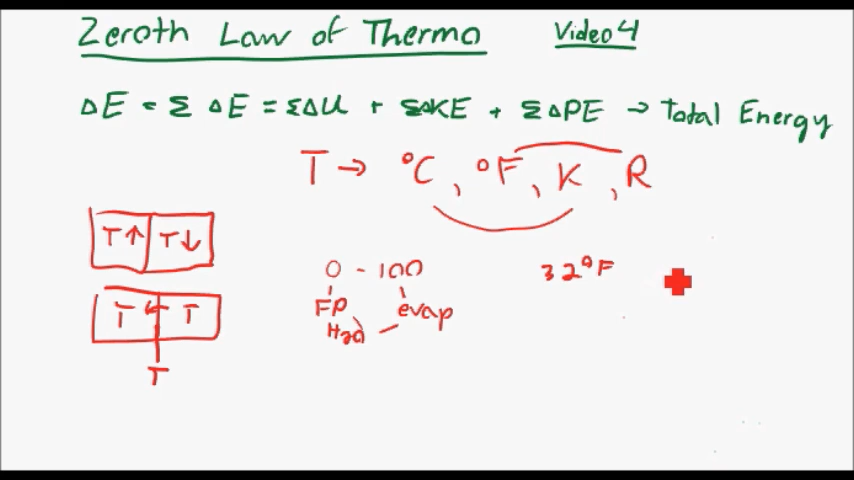 Zeroth Law of Thermo Video 4
ΔE = Σ ΔE = ΣΔU + ΣΔKE + ΣΔPE → Total Energy
T → °C, °F, K, R
T↑ T↓
0 - 100 32°F
T T
FP evap
H2O
T